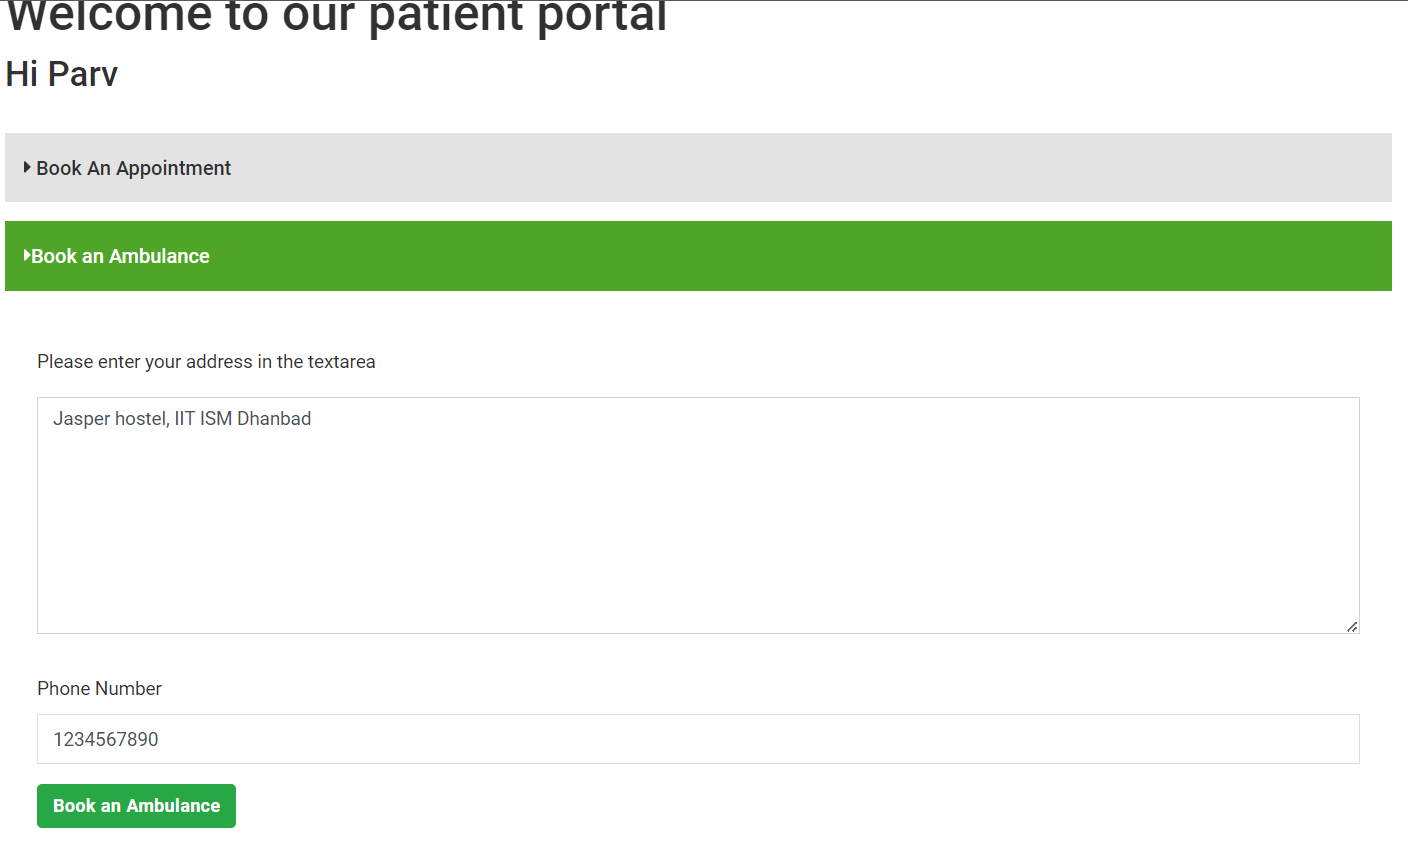 Welcome to our patient portal
Hi Parv
Book An Appointment
Book an Ambulance
Please enter your address in the textarea
Jasper hostel, IIT ISM Dhanbad
Phone Number
1234567890
Book an Ambulance